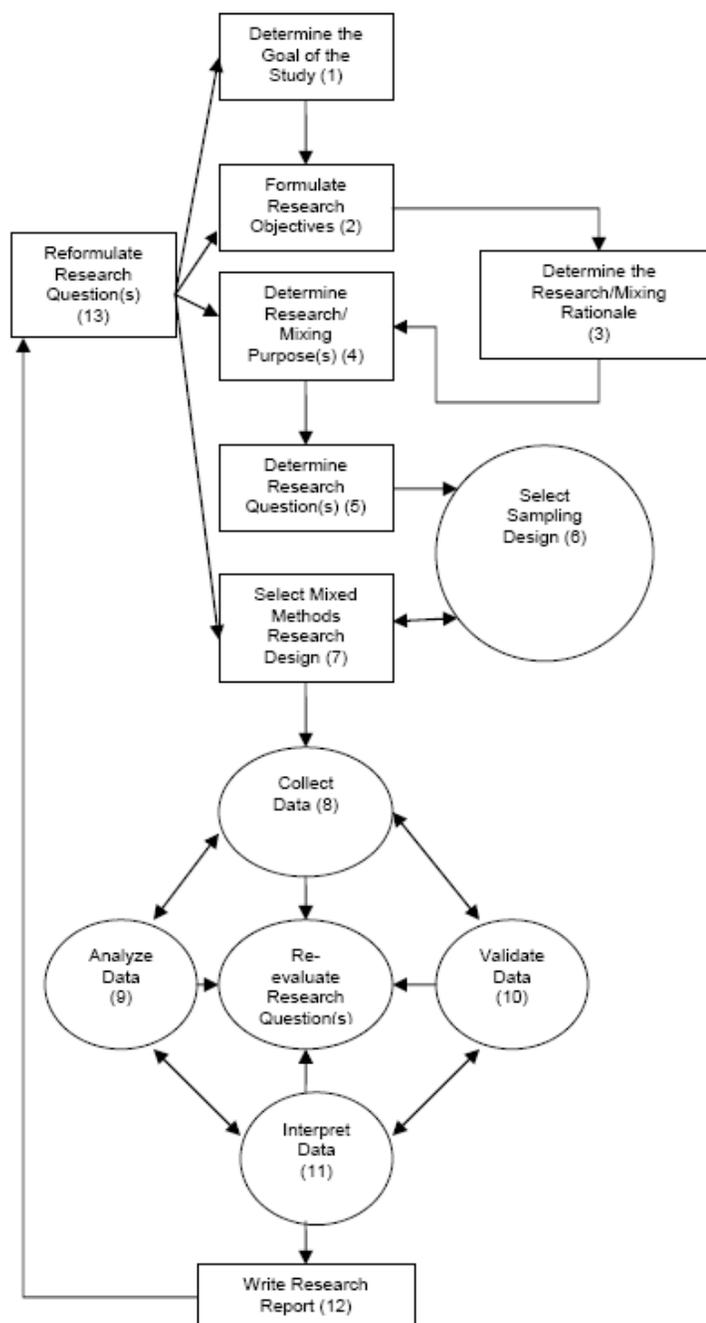 Determine the
Goal of the
Study (1)
Formulate
Research
Objectives (2)
Reformulate
Research
Question(s)
(13)
Determine the
Research/Mixing
Rationale
(3)
Determine
Research/
Mixing
Purpose(s) (4)
Determine
Research
Question(s) (5)
Select
Sampling
Design (6)
Select Mixed
Methods
Research
Design (7)
Collect
Data (8)
Analyze
Data
(9)
Re-
evaluate
Research
Question(s)
Validate
Data
(10)
Interpret
Data
(11)
Write Research
Report (12)